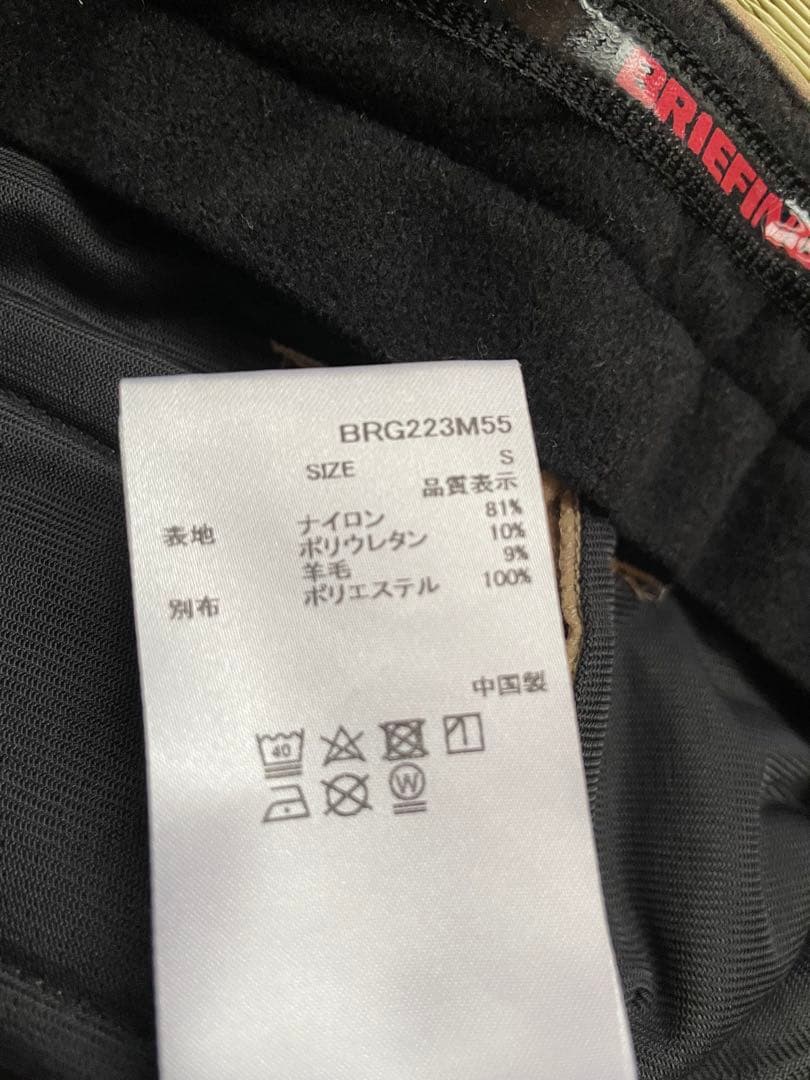 BRIEFIN
BRG223M55
SIZE S
品質表示
表地 ナイロン 81%
ポリウレタン 10%
羊毛 9%
別布 ポリエステル 100%
中国製
40
W